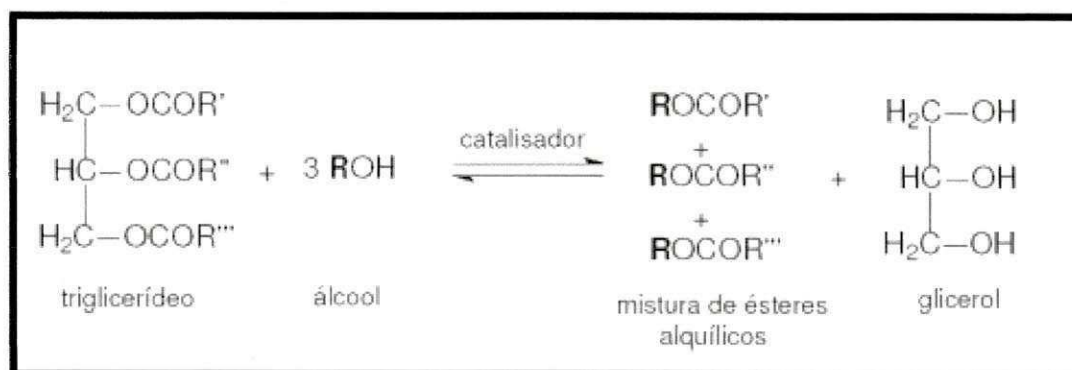 H₂C—OCOR'
HC—OCOR"
H₂C—OCOR'"
triglicerídeo
+
3 ROH
álcool
catalisador
ROCOR'
+
ROCOR"
+
ROCOR'"
mistura de ésteres
alquílicos
+
H₂C—OH
HC—OH
H₂C—OH
glicerol